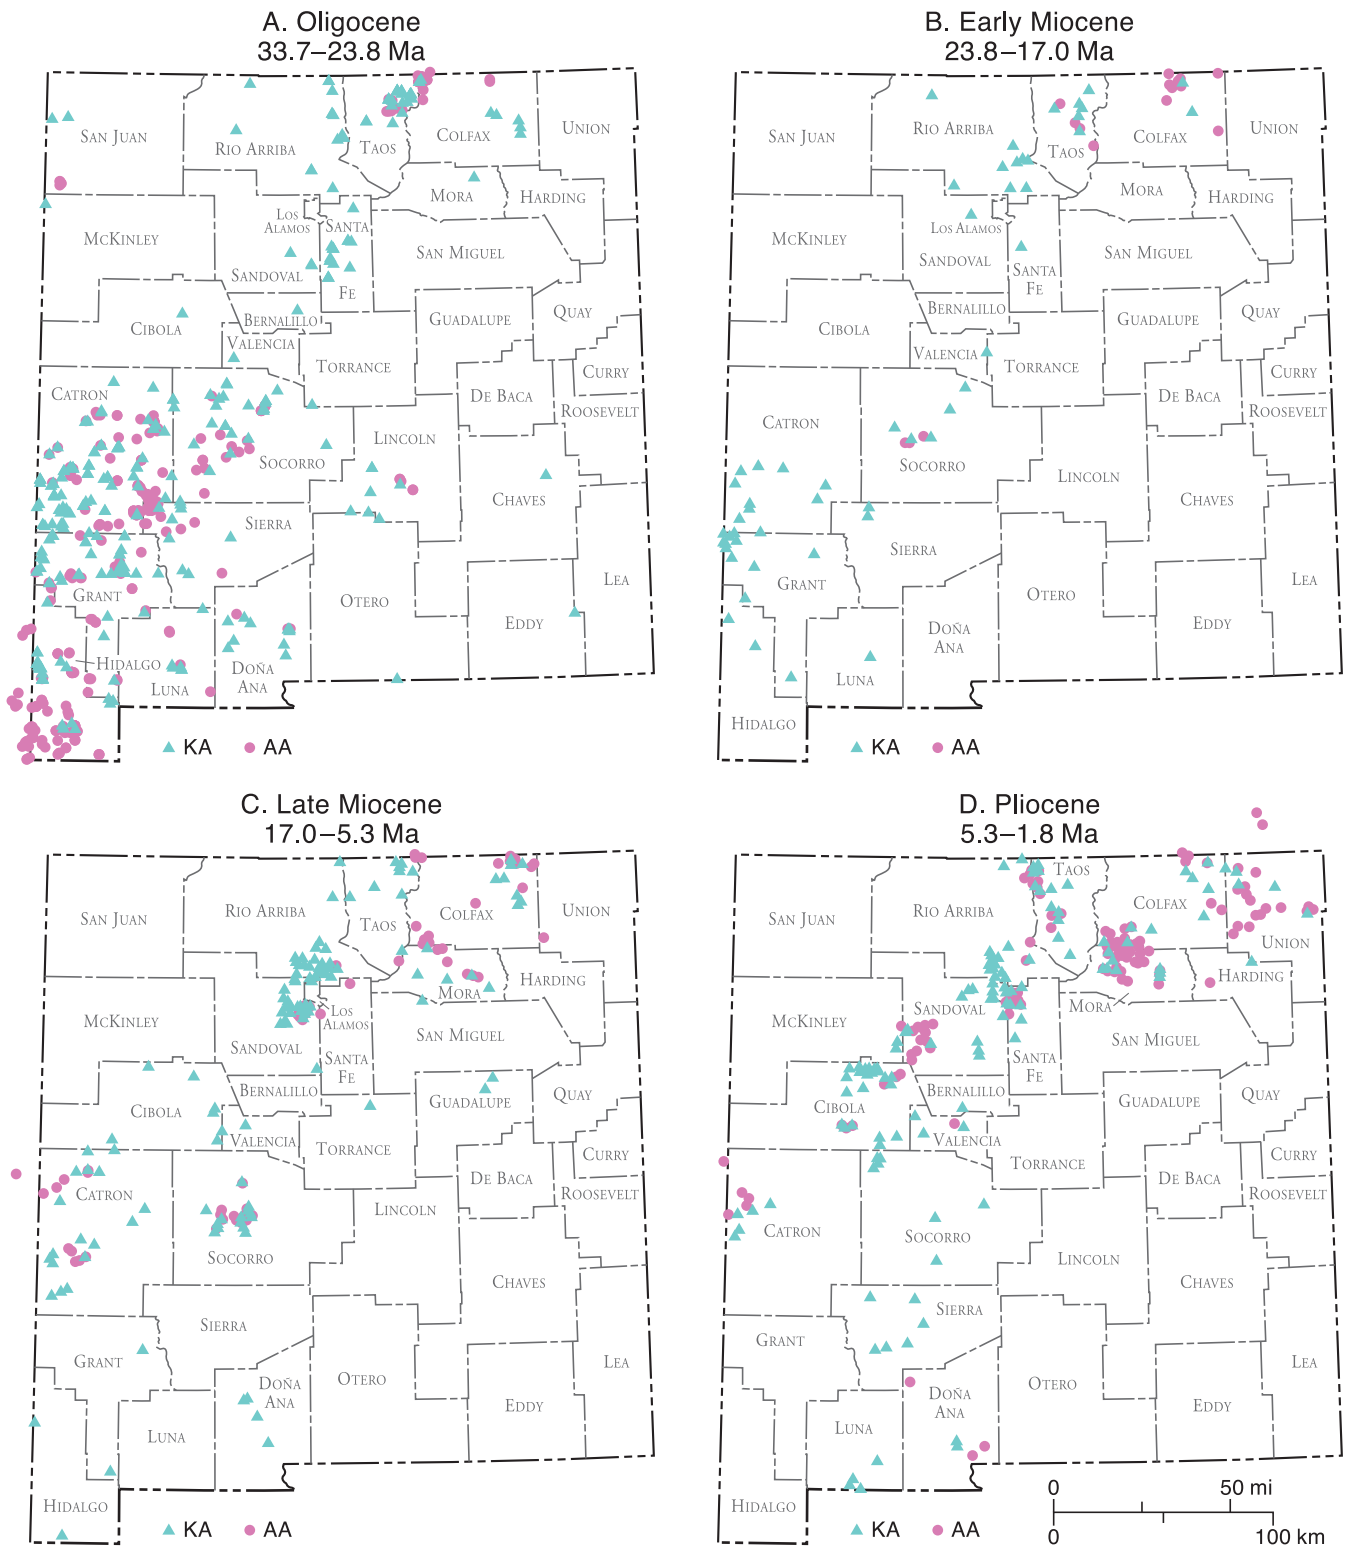 A. Oligocene
33.7–23.8 Ma
SAN JUAN
RIO ARRIBA
TAOS
COLFAX
UNION
MORA
HARDING
LOS
ALAMOS
SANTA
FE
MCKINLEY
SANDOVAL
SAN MIGUEL
CIBOLA
BERNALILLO
VALENCIA
GUADALUPE
QUAY
TORRANCE
CURRY
CATRON
DE BACA
ROOSEVELT
LINCOLN
SOCORRO
CHAVES
SIERRA
LEA
GRANT
OTERO
EDDY
HIDALGO
DOÑA
ANA
LUNA
KA AA
B. Early Miocene
23.8–17.0 Ma
SAN JUAN
RIO ARRIBA
TAOS
COLFAX
UNION
MORA
HARDING
LOS ALAMOS
MCKINLEY
SANDOVAL
SANTA
FE
SAN MIGUEL
BERNALILLO
CIBOLA
GUADALUPE
QUAY
VALENCIA
TORRANCE
CURRY
DE BACA
ROOSEVELT
CATRON
SOCORRO
LINCOLN
CHAVES
SIERRA
GRANT
OTERO
LEA
EDDY
DOÑA
ANA
LUNA
HIDALGO
KA AA
C. Late Miocene
17.0–5.3 Ma
SAN JUAN
RIO ARRIBA
TAOS
COLFAX
UNION
HARDING
MORA
LOS
ALAMOS
MCKINLEY
SANDOVAL
SANTA
FE
SAN MIGUEL
BERNALILLO
CIBOLA
GUADALUPE
QUAY
VALENCIA
TORRANCE
CURRY
DE BACA
ROOSEVELT
CATRON
LINCOLN
SOCORRO
CHAVES
SIERRA
GRANT
DOÑA
ANA
OTERO
LEA
EDDY
LUNA
HIDALGO
KA AA
D. Pliocene
5.3–1.8 Ma
TAOS
SAN JUAN
RIO ARRIBA
COLFAX
UNION
HARDING
MORA
SANDOVAL
MCKINLEY
SAN MIGUEL
SANTA
FE
BERNALILLO
CIBOLA
GUADALUPE
QUAY
VALENCIA
TORRANCE
CURRY
DE BACA
ROOSEVELT
CATRON
SOCORRO
LINCOLN
CHAVES
SIERRA
GRANT
OTERO
LEA
DOÑA
ANA
EDDY
LUNA
HIDALGO
KA AA
0 50 mi
0 100 km